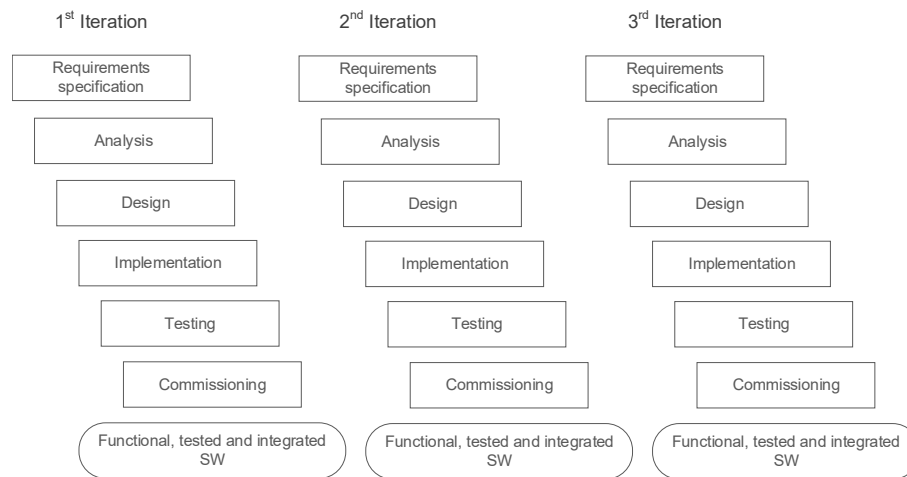 1st Iteration
2nd Iteration
3rd Iteration
Requirements
specification
Requirements
specification
Requirements
specification
Analysis
Analysis
Analysis
Design
Design
Design
Implementation
Implementation
Implementation
Testing
Testing
Testing
Commissioning
Commissioning
Commissioning
Functional, tested and integrated
SW
Functional, tested and integrated
SW
Functional, tested and integrated
SW